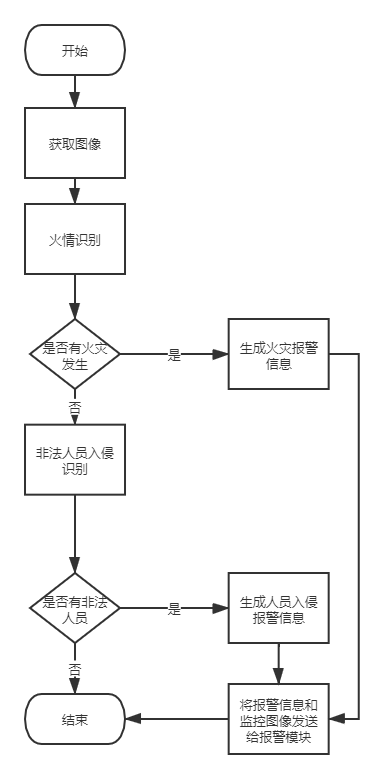 开始
获取图像
火情识别
是否有火灾
发生
是
生成火灾报警
信息
否
非法人员入侵
识别
是否有非法
人员
是
生成人员入侵
报警信息
否
结束
将报警信息和
监控图像发送
给报警模块